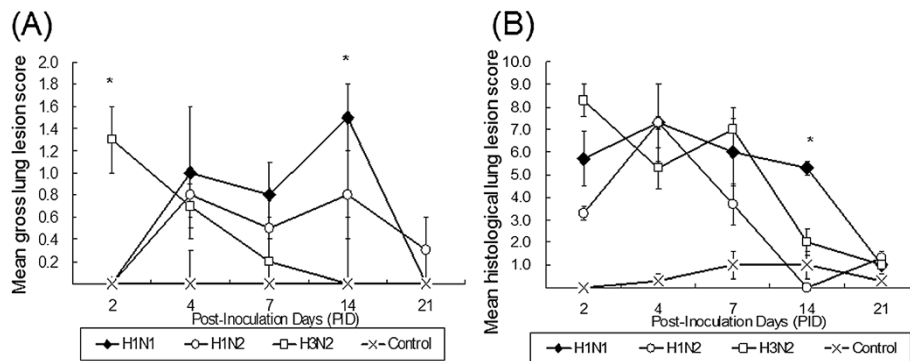 (A)
Mean gross lung lesion score
2.0
1.8
1.6
1.4
1.2
1.0
0.8
0.6
0.4
0.2
*
*
2 4 7 14 21
Post-Inoculation Days (PID)
H1N1 H1N2 H3N2 Control
(B)
Mean histological lung lesion score
10.0
9.0
8.0
7.0
6.0
5.0
4.0
3.0
2.0
1.0
*
2 4 7 14 21
Post-Inoculation Days (PID)
H1N1 H1N2 H3N2 Control